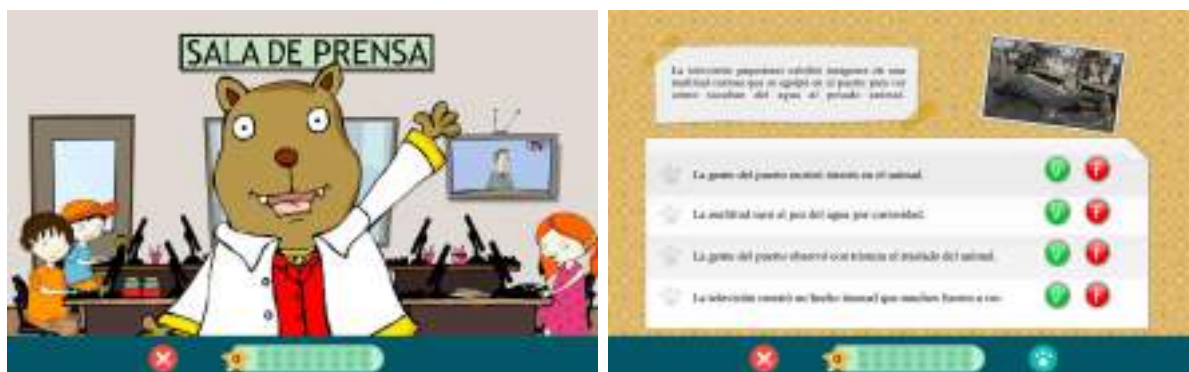 SALA DE PRENSA
TV
La televisión paquistaní exhibió imágenes en una
multitud curiosa que se agolpó en el puerto para ver
cómo sacaban del agua al pesado animal.
La gente del puerto mostró interés en el animal.
V F
La multitud sacó al pez del agua por curiosidad.
V F
La gente del puerto observó con tristeza el traslado del animal.
V F
La televisión mostró un hecho inusual que muchos fueron a ver.
V F